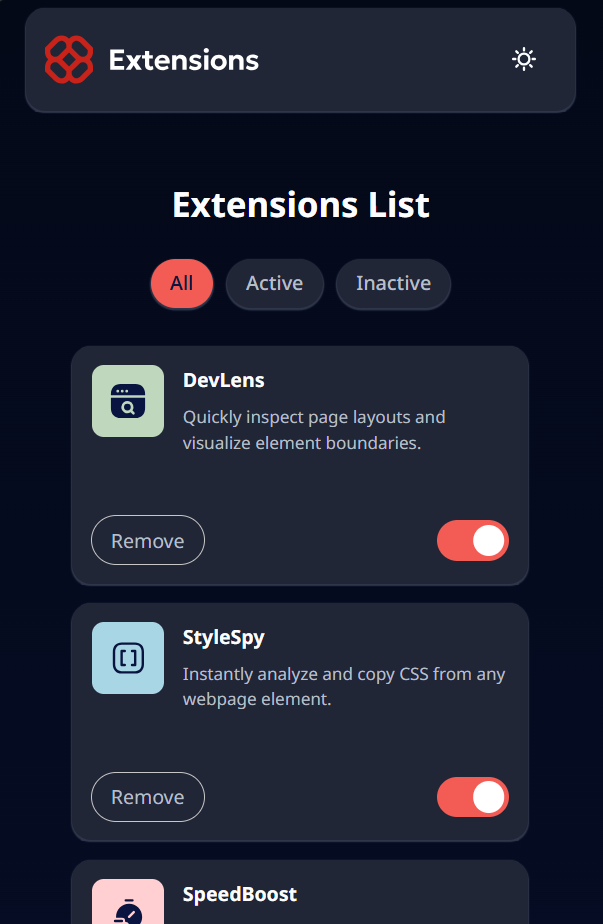 Extensions
Extensions List
All
Active
Inactive
DevLens
Quickly inspect page layouts and
visualize element boundaries.
Remove
StyleSpy
Instantly analyze and copy CSS from any
webpage element.
Remove
SpeedBoost